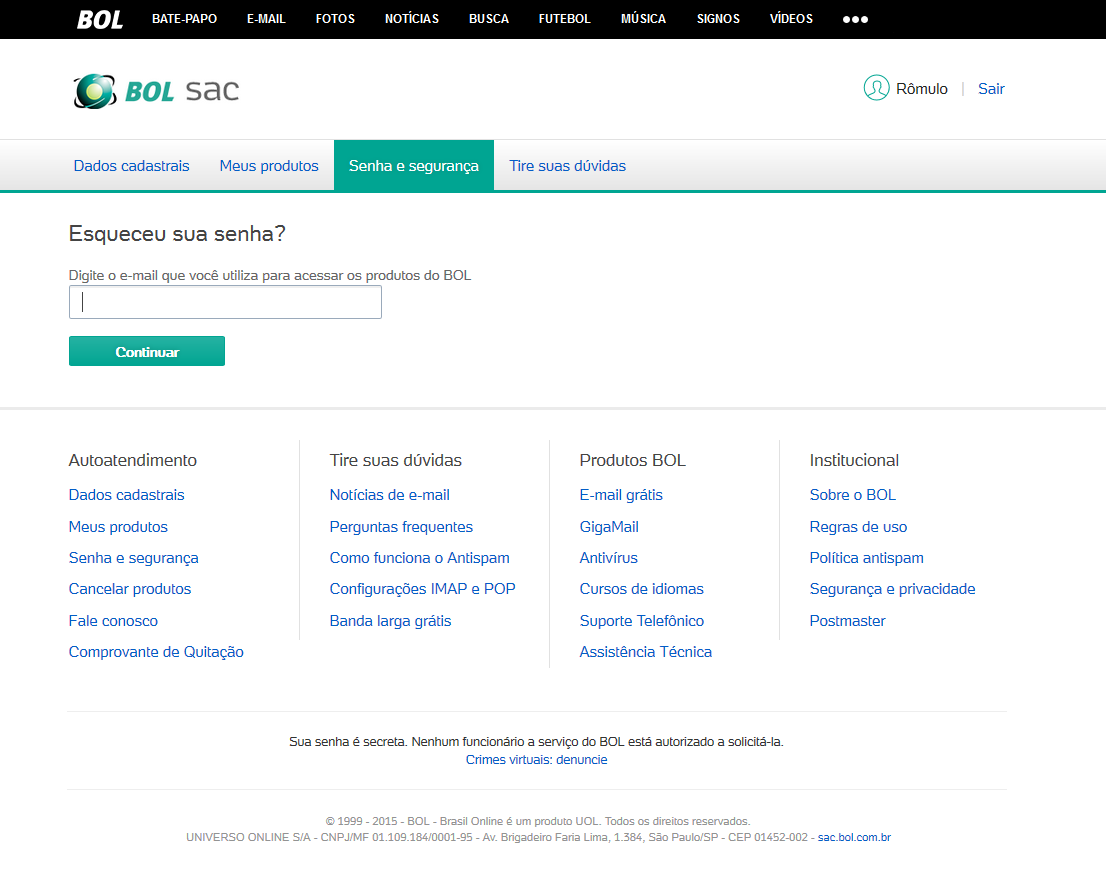 BOL BATE-PAPO E-MAIL FOTOS NOTÍCIAS BUSCA FUTEBOL MÚSICA SIGNOS VÍDEOS
BOL sac
Rômulo | Sair
Dados cadastrais Meus produtos Senha e segurança Tire suas dúvidas
Esqueceu sua senha?
Digite o e-mail que você utiliza para acessar os produtos do BOL
Continuar
Autoatendimento
Dados cadastrais
Meus produtos
Senha e segurança
Cancelar produtos
Fale conosco
Comprovante de Quitação
Tire suas dúvidas
Notícias de e-mail
Perguntas frequentes
Como funciona o Antispam
Configurações IMAP e POP
Banda larga grátis
Produtos BOL
E-mail grátis
GigaMail
Antivírus
Cursos de idiomas
Suporte Telefônico
Assistência Técnica
Institucional
Sobre o BOL
Regras de uso
Política antispam
Segurança e privacidade
Postmaster
Sua senha é secreta. Nenhum funcionário a serviço do BOL está autorizado a solicitá-la.
Crimes virtuais: denuncie
© 1999 - 2015 - BOL - Brasil Online é um produto UOL. Todos os direitos reservados.
UNIVERSO ONLINE S/A - CNPJ/MF 01.109.184/0001-95 - Av. Brigadeiro Faria Lima, 1.384, São Paulo/SP - CEP 01452-002 - sac.bol.com.br